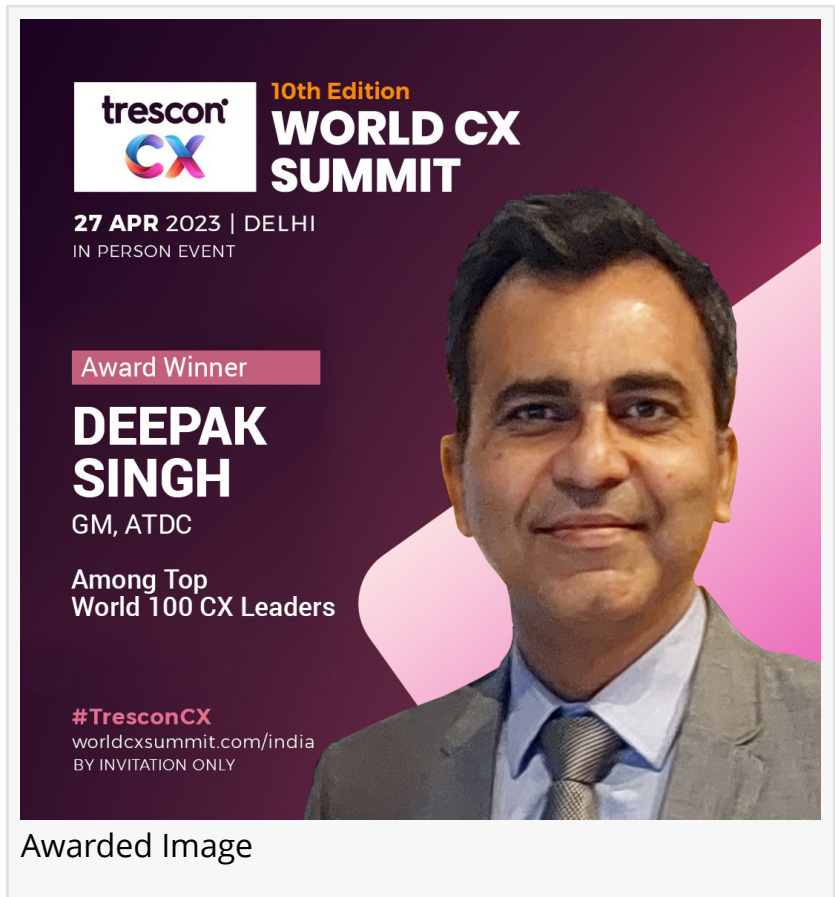 trescon
CX
10th Edition
WORLD CX
SUMMIT
27 APR 2023 | DELHI
IN PERSON EVENT
Award Winner
DEEPAK
SINGH
GM, ATDC
Among Top
World 100 CX Leaders
#TresconCX
worldcxsummit.com/india
BY INVITATION ONLY
Awarded Image